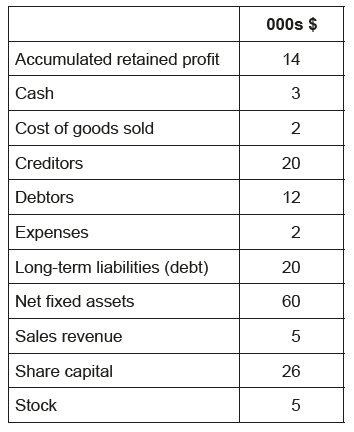 000s $
Accumulated retained profit 14
Cash 3
Cost of goods sold 2
Creditors 20
Debtors 12
Expenses 2
Long-term liabilities (debt) 20
Net fixed assets 60
Sales revenue 5
Share capital 26
Stock 5